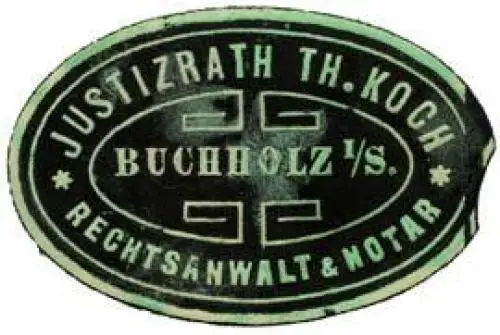 JUSTIZRATH TH. KOCH
BUCHHOLZ I/S.
* RECHTSANWALT & NOTAR *